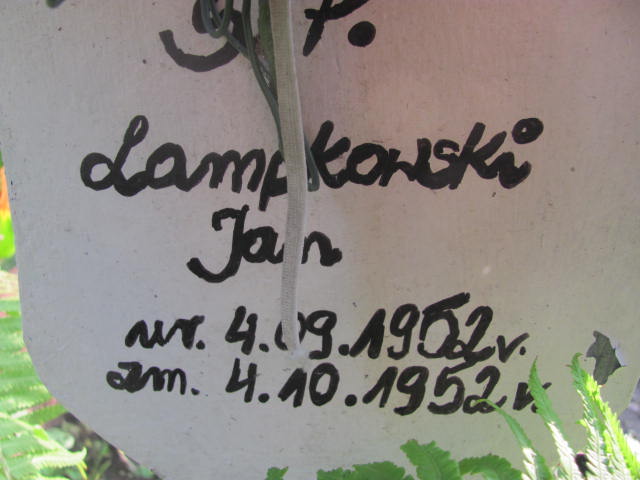 Ś.P.
Lampkowski
Jan
ur. 4.09.1952r.
zm. 4.10.1952r.